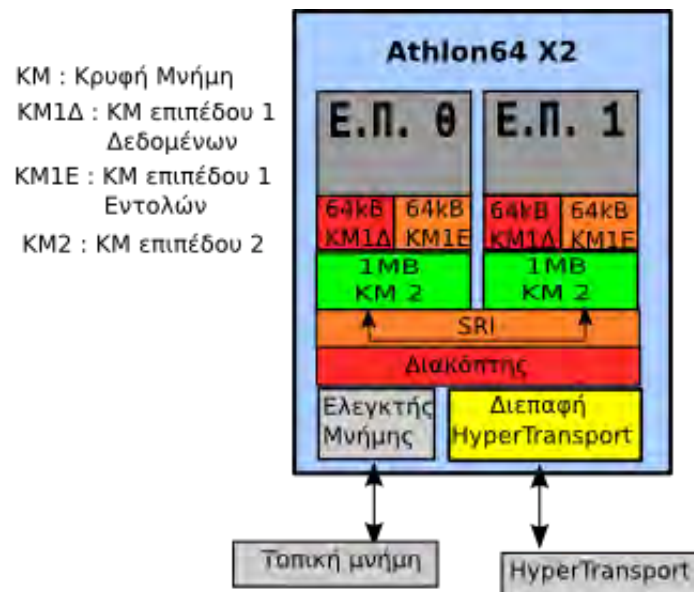 Athlon64 X2
ΚΜ : Κρυφή Μνήμη
ΚΜ1Δ : ΚΜ επιπέδου 1
Δεδομένων
ΚΜ1Ε : ΚΜ επιπέδου 1
Εντολών
ΚΜ2 : ΚΜ επιπέδου 2
Ε.Π. 0
Ε.Π. 1
64kB
ΚΜ1Δ
64kB
ΚΜ1Ε
64kB
ΚΜ1Δ
64kB
ΚΜ1Ε
1MB
ΚΜ 2
1MB
ΚΜ 2
SRI
Διακόπτης
Ελεγκτής
Μνήμης
Διεπαφή
HyperTransport
Τοπική μνήμη
HyperTransport